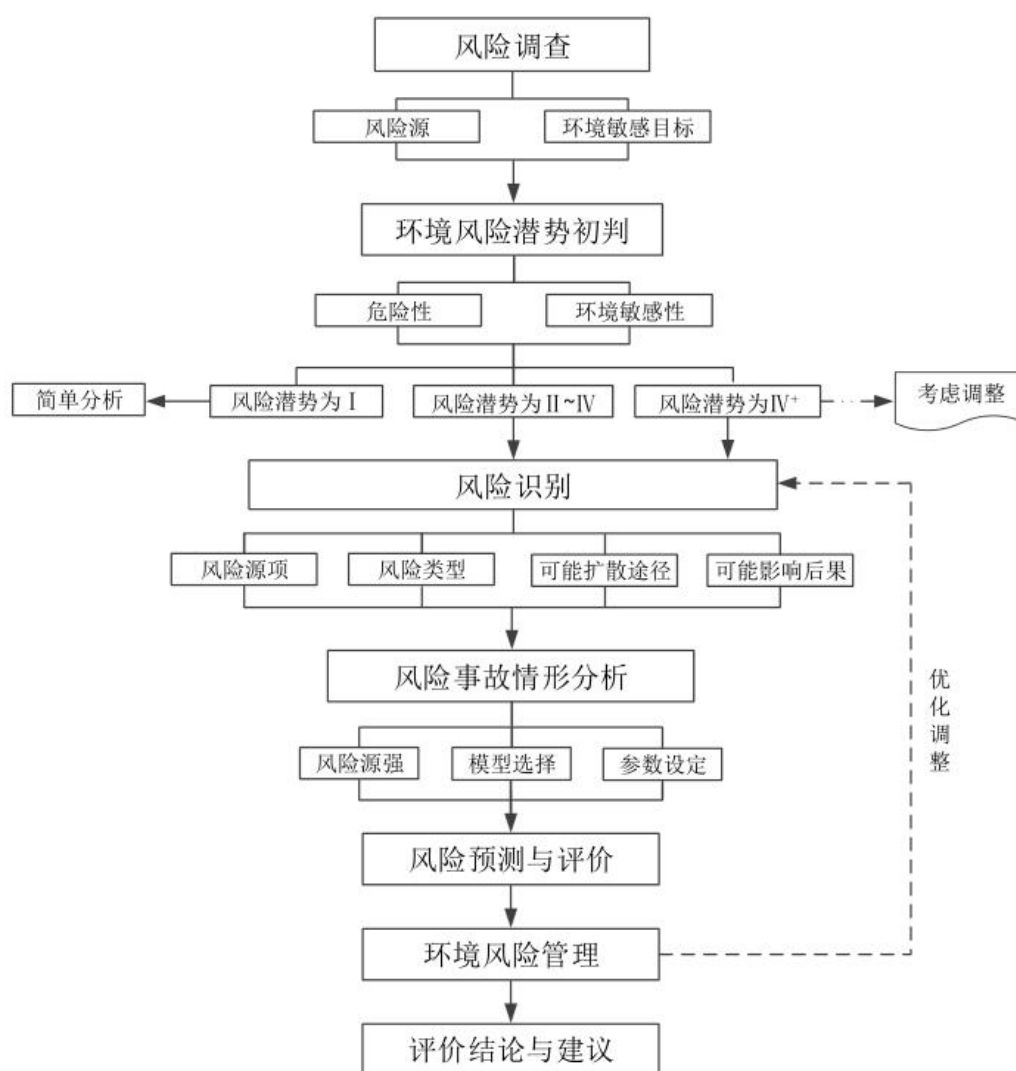 风险调查
风险源
环境敏感目标
环境风险潜势初判
危险性
环境敏感性
简单分析
风险潜势为Ⅰ
风险潜势为Ⅱ~Ⅳ
风险潜势为Ⅳ⁺
考虑调整
风险识别
风险源项
风险类型
可能扩散途径
可能影响后果
风险事故情形分析
优化调整
风险源强
模型选择
参数设定
风险预测与评价
环境风险管理
评价结论与建议